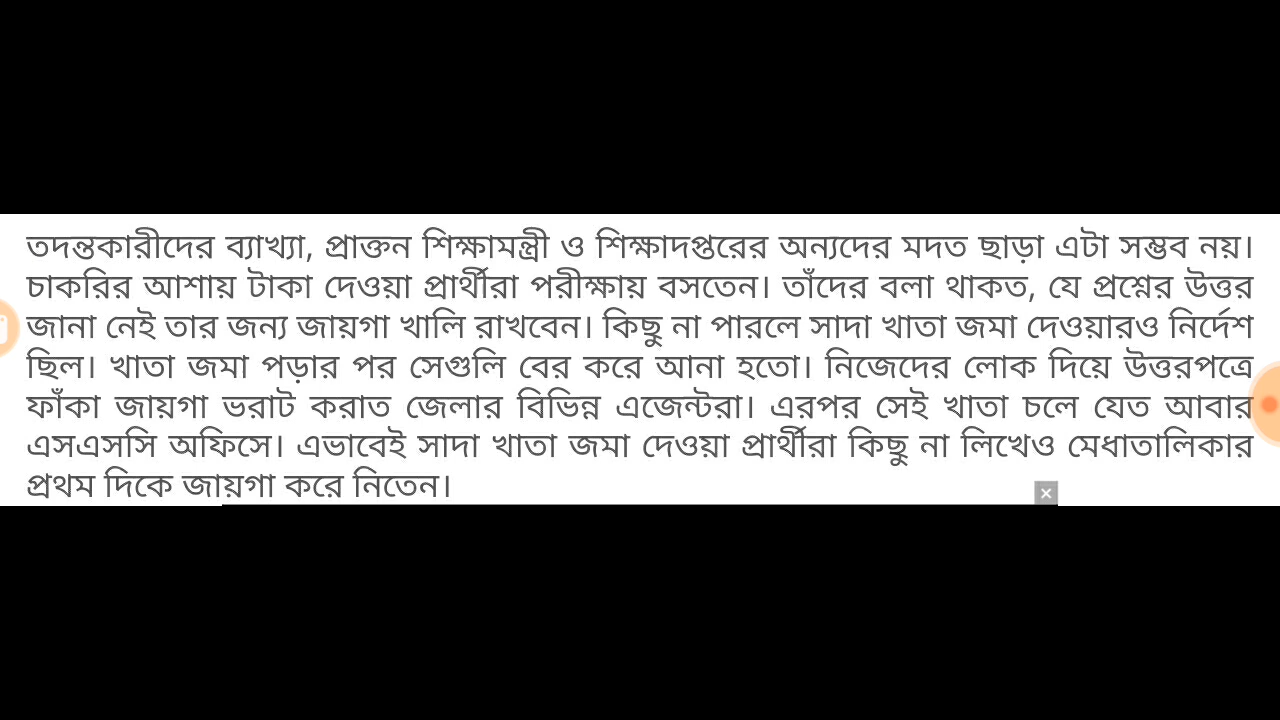 তদন্তকারীদের ব্যাখ্যা, প্রাক্তন শিক্ষামন্ত্রী ও শিক্ষাদপ্তরের অন্যদের মদত ছাড়া এটা সম্ভব নয়।
চাকরির আশায় টাকা দেওয়া প্রার্থীরা পরীক্ষায় বসতেন। তাঁদের বলা থাকত, যে প্রশ্নের উত্তর
জানা নেই তার জন্য জায়গা খালি রাখবেন। কিছু না পারলে সাদা খাতা জমা দেওয়ারও নির্দেশ
ছিল। খাতা জমা পড়ার পর সেগুলি বের করে আনা হতো। নিজেদের লোক দিয়ে উত্তরপত্রে
ফাঁকা জায়গা ভরাট করাত জেলার বিভিন্ন এজেন্টরা। এরপর সেই খাতা চলে যেত আবার
এসএসসি অফিসে। এভাবেই সাদা খাতা জমা দেওয়া প্রার্থীরা কিছু না লিখেও মেধাতালিকার
প্রথম দিকে জায়গা করে নিতেন।